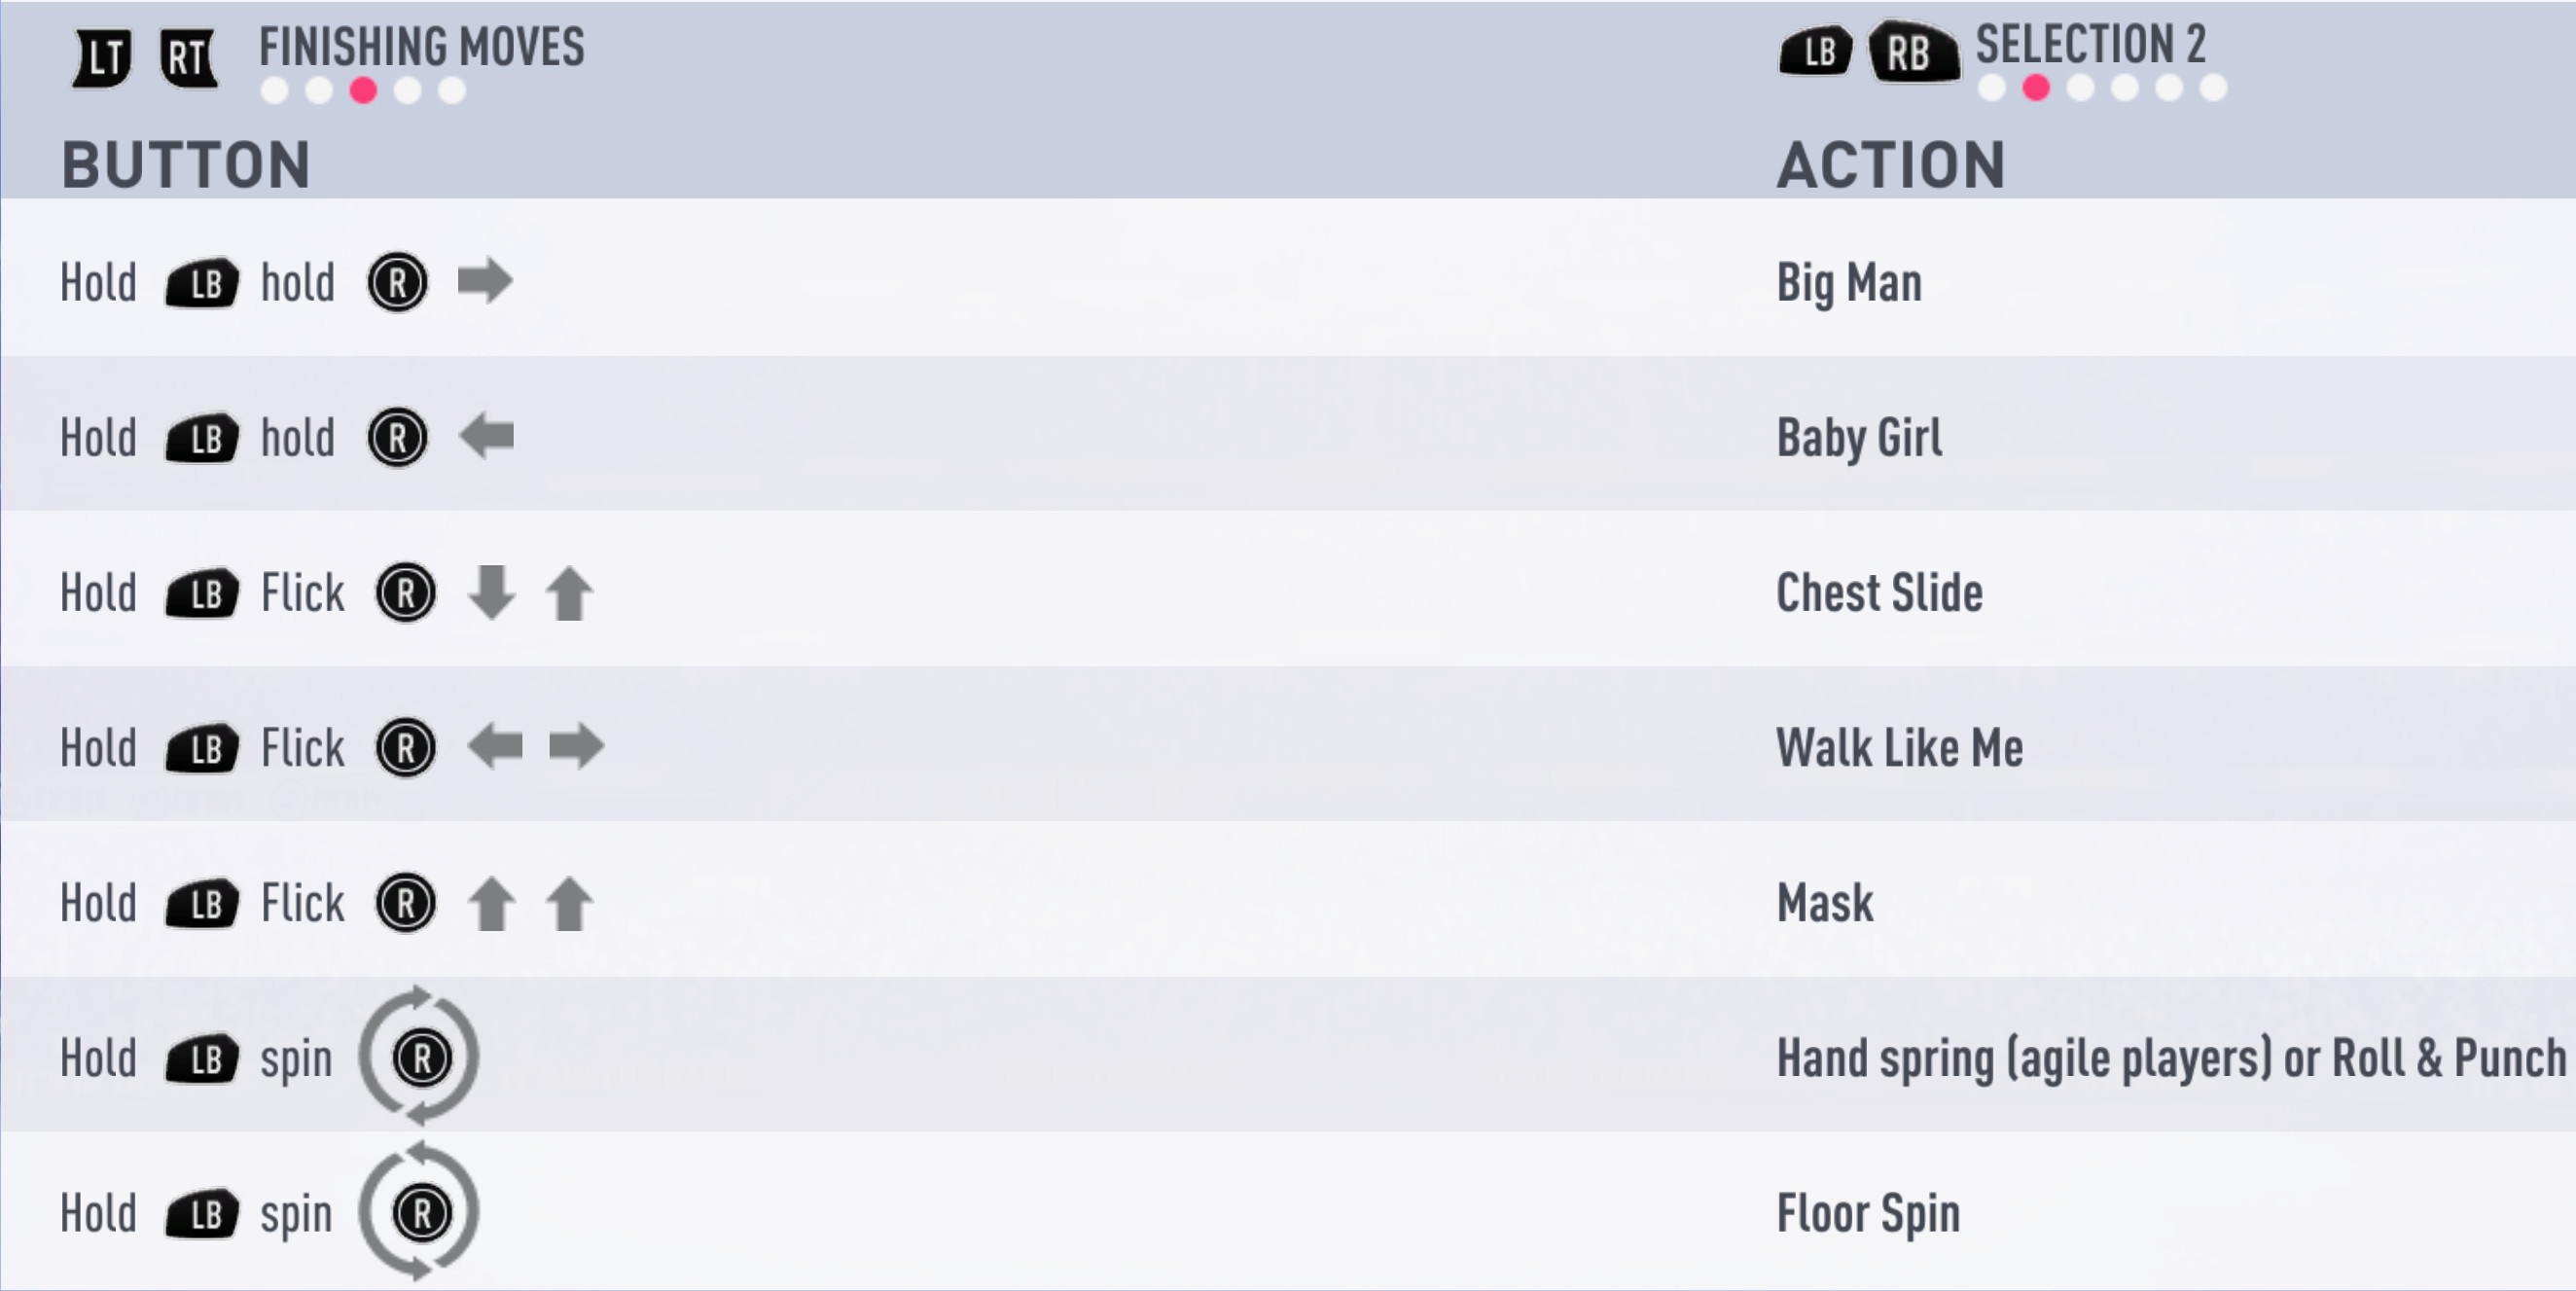 LT RT FINISHING MOVES LB RB SELECTION 2
BUTTON ACTION
Hold LB hold R Big Man
Hold LB hold R Baby Girl
Hold LB Flick R Chest Slide
Hold LB Flick R Walk Like Me
Hold LB Flick R Mask
Hold LB spin R Hand spring (agile players) or Roll & Punch
Hold LB spin R Floor Spin